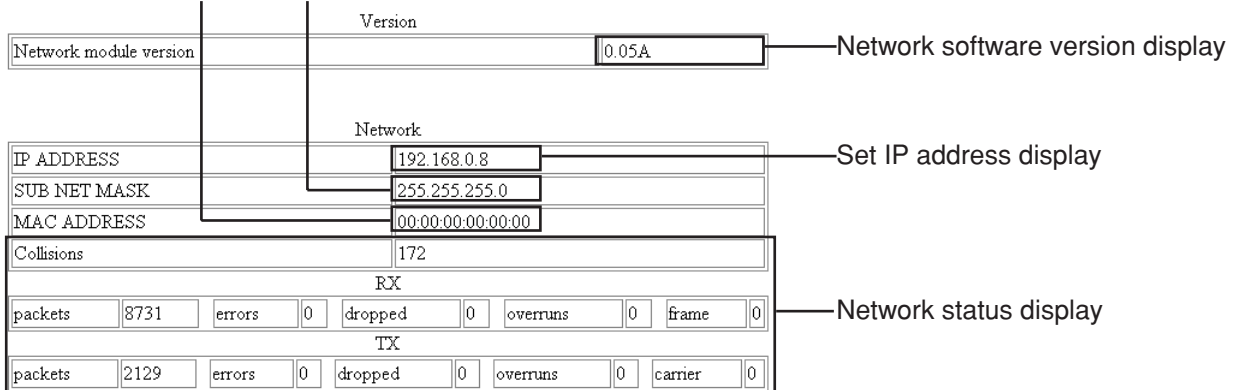 Version
Network module version 0.05A
Network software version display
Network
IP ADDRESS 192.168.0.8
Set IP address display
SUB NET MASK 255.255.255.0
MAC ADDRESS 00:00:00:00:00:00
Collisions 172
RX
packets 8731 errors 0 dropped 0 overruns 0 frame 0
Network status display
TX
packets 2129 errors 0 dropped 0 overruns 0 carrier 0